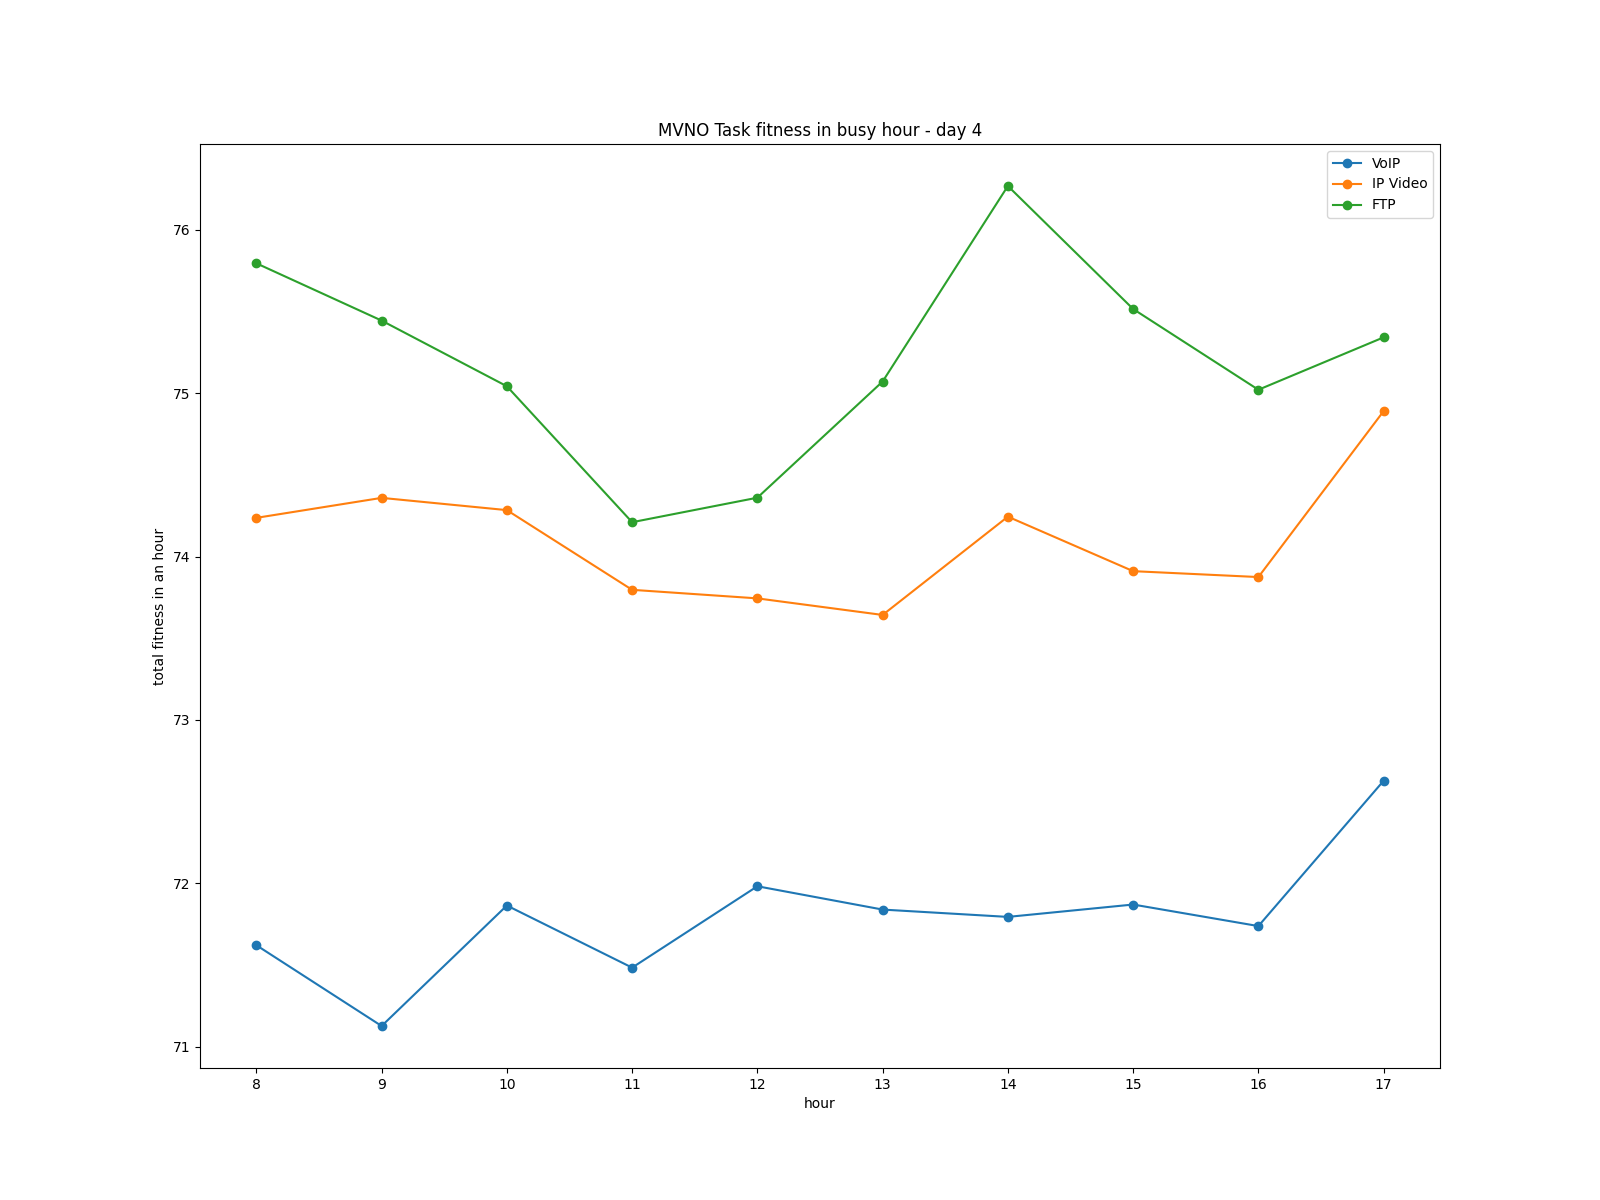 MVNO Task fitness in busy hour - day 4
VoIP
IP Video
FTP
76
75
74
73
72
71
total fitness in an hour
8 9 10 11 12 13 14 15 16 17
hour